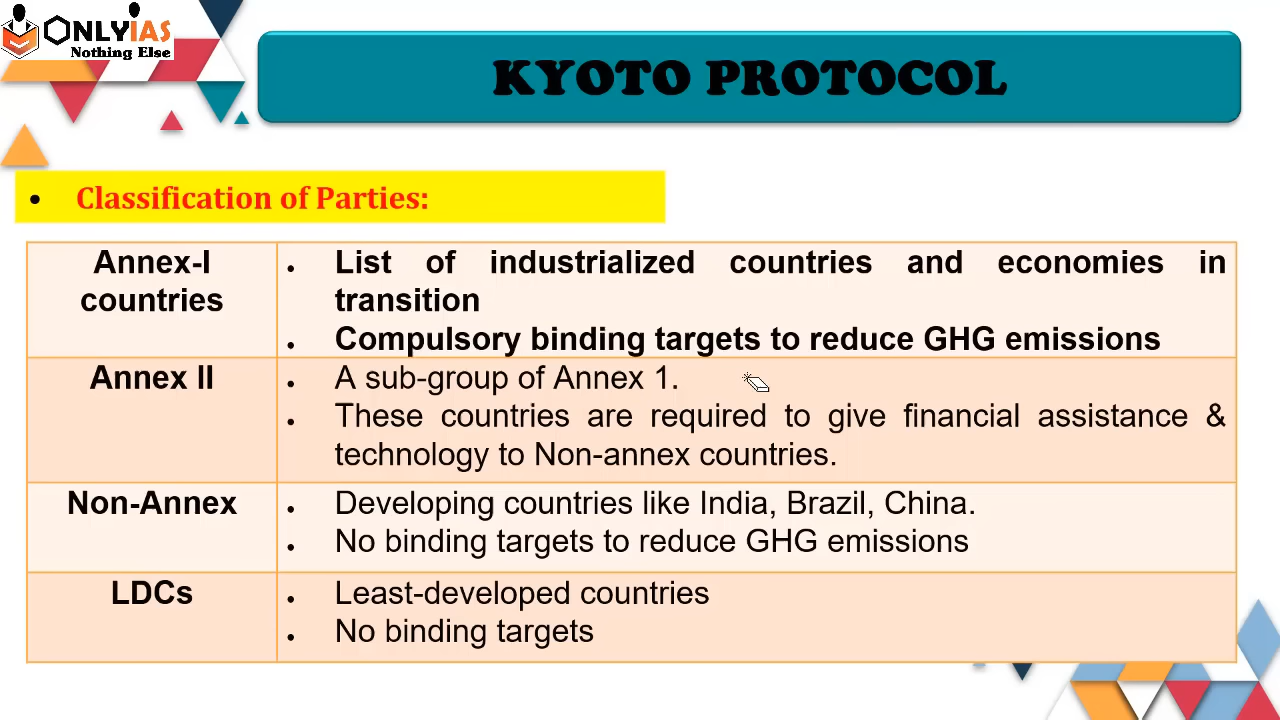 ONLYIAS
Nothing Else
KYOTO PROTOCOL
• Classification of Parties:
Annex-I
countries
• List of industrialized countries and economies in
transition
• Compulsory binding targets to reduce GHG emissions
Annex II
• A sub-group of Annex 1.
• These countries are required to give financial assistance &
technology to Non-annex countries.
Non-Annex
• Developing countries like India, Brazil, China.
• No binding targets to reduce GHG emissions
LDCs
• Least-developed countries
• No binding targets